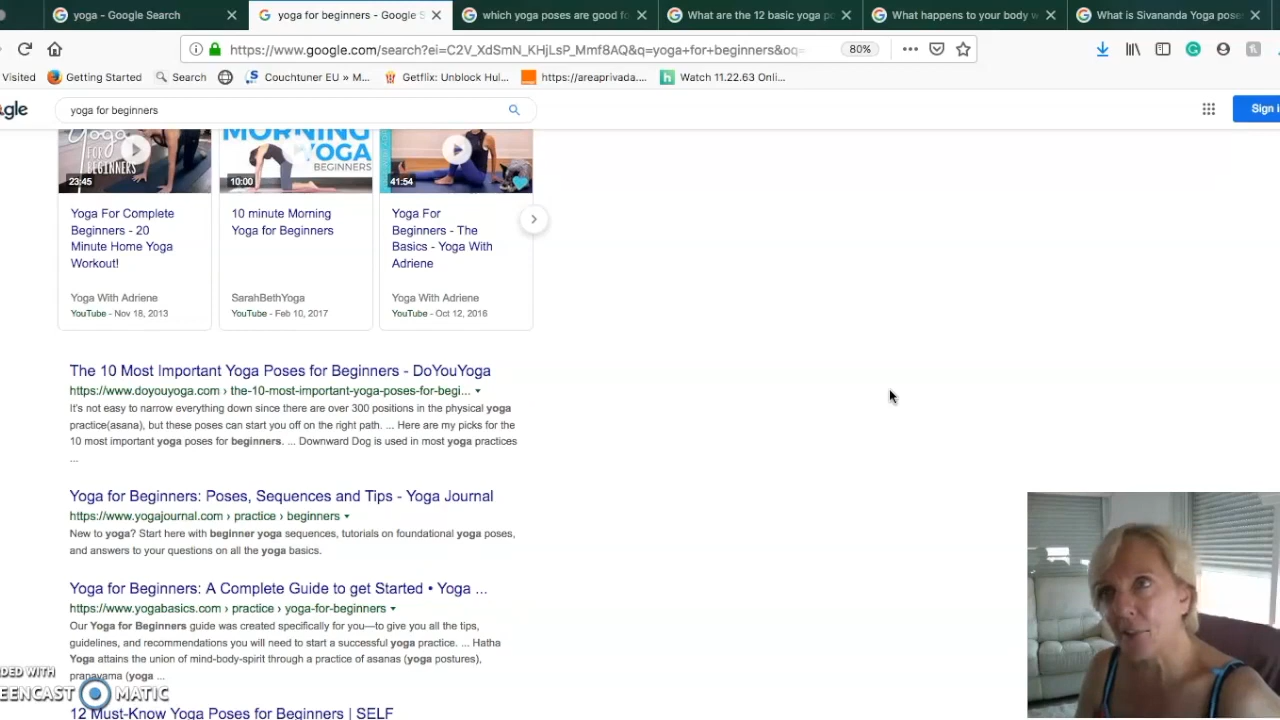 yoga - Google Search
yoga for beginners - Google S
which yoga poses are good fo
What are the 12 basic yoga po
What happens to your body w
What is Sivananda Yoga poses
https://www.google.com/search?ei=C2V_XdSmN_KHjLsP_Mmf8AQ&q=yoga+for+beginners&oq=
80%
Visited
Getting Started
Search
Couchtuner EU » M...
Getflix: Unblock Hul...
https://areaprivada....
Watch 11.22.63 Onli...
gle
yoga for beginners
Sign i
yoga
FOR
BEGINNERS
23:45
MORNING
YOGA
BEGINNERS
10:00
41:54
Yoga For Complete
Beginners - 20
Minute Home Yoga
Workout!
Yoga With Adriene
YouTube - Nov 18, 2013
10 minute Morning
Yoga for Beginners
SarahBethYoga
YouTube - Feb 10, 2017
Yoga For
Beginners - The
Basics - Yoga With
Adriene
Yoga With Adriene
YouTube - Oct 12, 2016
The 10 Most Important Yoga Poses for Beginners - DoYouYoga
https://www.doyouyoga.com › the-10-most-important-yoga-poses-for-begi...
It's not easy to narrow everything down since there are over 300 positions in the physical yoga
practice(asana), but these poses can start you off on the right path. ... Here are my picks for the
10 most important yoga poses for beginners. ... Downward Dog is used in most yoga practices
...
Yoga for Beginners: Poses, Sequences and Tips - Yoga Journal
https://www.yogajournal.com › practice › beginners
New to yoga? Start here with beginner yoga sequences, tutorials on foundational yoga poses,
and answers to your questions on all the yoga basics.
Yoga for Beginners: A Complete Guide to get Started • Yoga ...
https://www.yogabasics.com › practice › yoga-for-beginners
Our Yoga for Beginners guide was created specifically for you—to give you all the tips,
guidelines, and recommendations you will need to start a successful yoga practice. ... Hatha
Yoga attains the union of mind-body-spirit through a practice of asanas (yoga postures),
pranayama (yoga ...
12 Must-Know Yoga Poses for Beginners | SELF
DED WITH
EENCAST MATIC